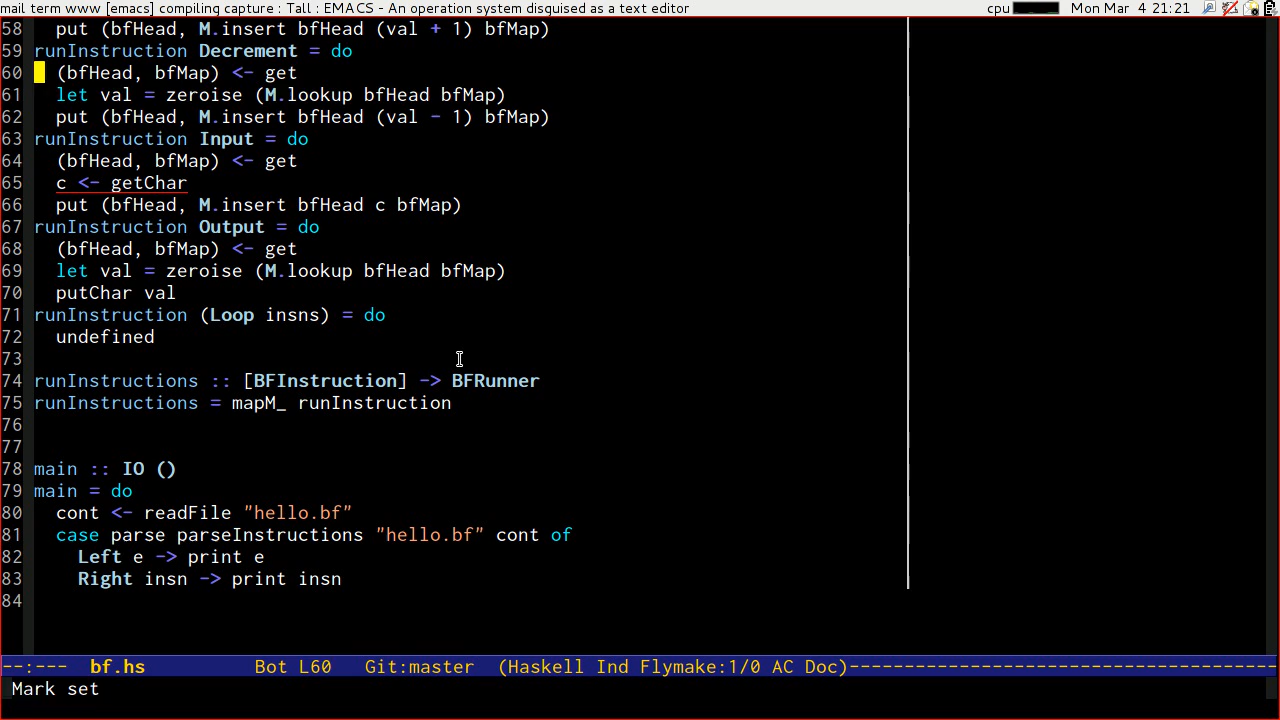 mail term www [emacs] compiling capture : Tall : EMACS - An operation system disguised as a text editor cpu Mon Mar 4 21:21
58   put (bfHead, M.insert bfHead (val + 1) bfMap)
59 runInstruction Decrement = do
60   (bfHead, bfMap) <- get
61   let val = zeroise (M.lookup bfHead bfMap)
62   put (bfHead, M.insert bfHead (val - 1) bfMap)
63 runInstruction Input = do
64   (bfHead, bfMap) <- get
65   c <- getChar
66   put (bfHead, M.insert bfHead c bfMap)
67 runInstruction Output = do
68   (bfHead, bfMap) <- get
69   let val = zeroise (M.lookup bfHead bfMap)
70   putChar val
71 runInstruction (Loop insns) = do
72   undefined
73
74 runInstructions :: [BFInstruction] -> BFRunner
75 runInstructions = mapM_ runInstruction
76
77
78 main :: IO ()
79 main = do
80   cont <- readFile "hello.bf"
81   case parse parseInstructions "hello.bf" cont of
82     Left e -> print e
83     Right insn -> print insn
84
--:---  bf.hs          Bot L60   Git:master  (Haskell Ind Flymake:1/0 AC Doc)---------------------------------------
Mark set